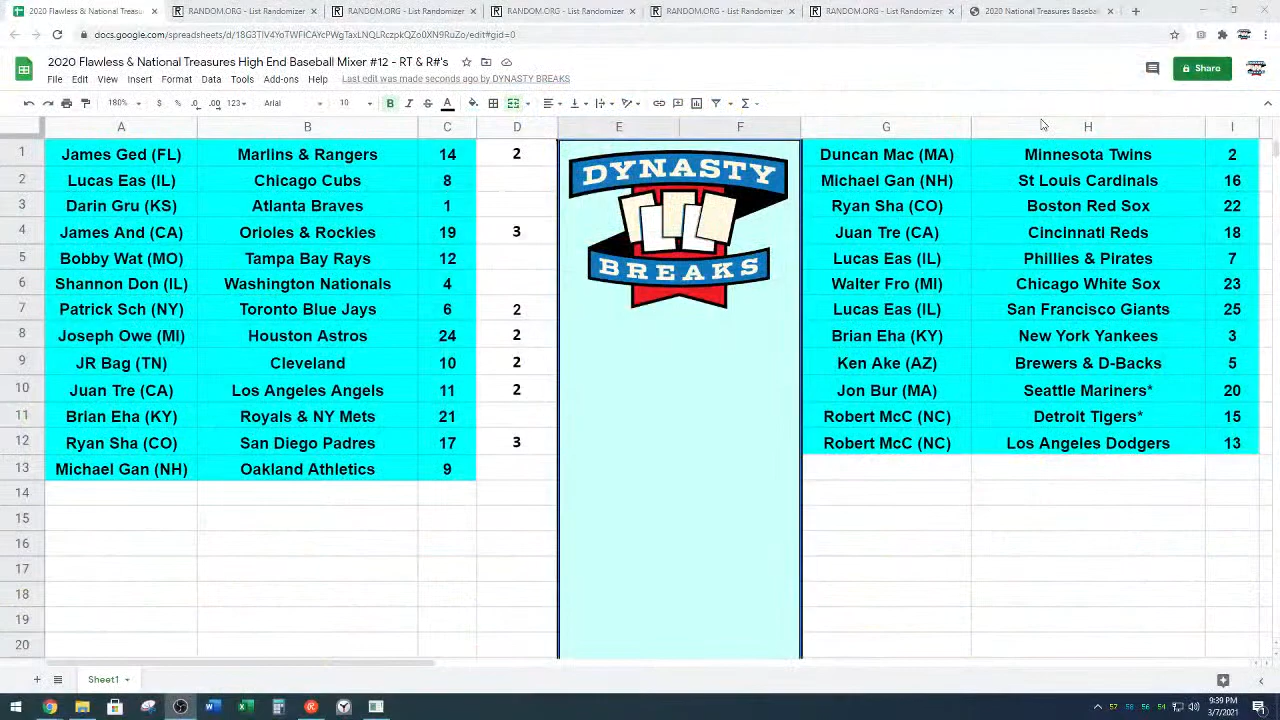 2020 Flawless & National Treasures
RANDOM.ORG - List Randomizer
RANDOM.ORG - List Randomizer
RANDOM.ORG - List Randomizer
RANDOM.ORG - List Randomizer
RANDOM.ORG - List Randomizer
2020 National Treasures Baseba
2020 Flawless & National Treasures High End Baseball Mixer #12 - RT & R#'s
File Edit View Insert Format Data Tools Add-ons Help Last edit was made seconds ago by DYNASTY BREAKS
Share
180% $ % .0 .00 123 Arial 10 B I S A
A B C D E F G H I
1 James Ged (FL) Marlins & Rangers 14 2 Duncan Mac (MA) Minnesota Twins 2
2 Lucas Eas (IL) Chicago Cubs 8 Michael Gan (NH) St Louis Cardinals 16
3 Darin Gru (KS) Atlanta Braves 1 Ryan Sha (CO) Boston Red Sox 22
4 James And (CA) Orioles & Rockies 19 3 Juan Tre (CA) Cincinnati Reds 18
5 Bobby Wat (MO) Tampa Bay Rays 12 Lucas Eas (IL) Phillies & Pirates 7
6 Shannon Don (IL) Washington Nationals 4 Walter Fro (MI) Chicago White Sox 23
7 Patrick Sch (NY) Toronto Blue Jays 6 2 Lucas Eas (IL) San Francisco Giants 25
8 Joseph Owe (MI) Houston Astros 24 2 Brian Eha (KY) New York Yankees 3
9 JR Bag (TN) Cleveland 10 2 Ken Ake (AZ) Brewers & D-Backs 5
10 Juan Tre (CA) Los Angeles Angels 11 2 Jon Bur (MA) Seattle Mariners* 20
11 Brian Eha (KY) Royals & NY Mets 21 Robert McC (NC) Detroit Tigers* 15
12 Ryan Sha (CO) San Diego Padres 17 3 Robert McC (NC) Los Angeles Dodgers 13
13 Michael Gan (NH) Oakland Athletics 9
14
15
16
17
18
19
20
DYNASTY
BREAKS
Sheet1
57 58 56 54
9:39 PM
3/7/2021